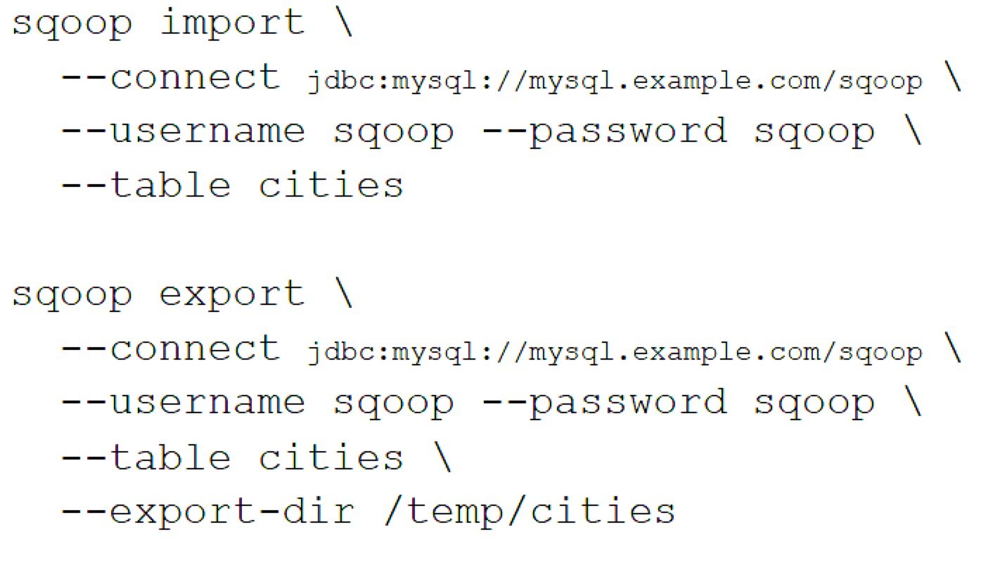 sqoop import \
--connect jdbc:mysql://mysql.example.com/sqoop \
--username sqoop --password sqoop \
--table cities
sqoop export \
--connect jdbc:mysql://mysql.example.com/sqoop \
--username sqoop --password sqoop \
--table cities \
--export-dir /temp/cities